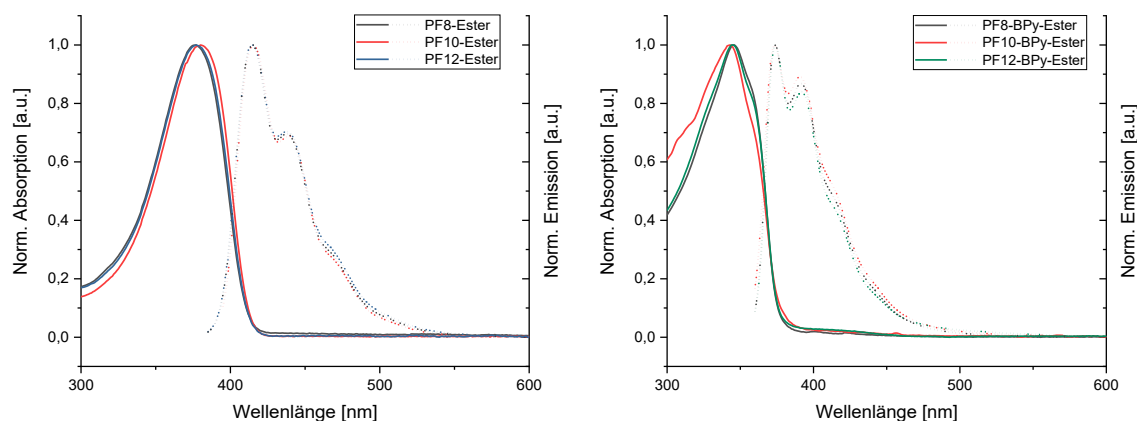 PF8-Ester
PF10-Ester
PF12-Ester
1,0
0,8
0,6
0,4
0,2
0,0
Norm. Absorption [a.u.]
Norm. Emission [a.u.]
300
400
500
600
Wellenlänge [nm]
PF8-BPy-Ester
PF10-BPy-Ester
PF12-BPy-Ester
1,0
0,8
0,6
0,4
0,2
0,0
Norm. Absorption [a.u.]
Norm. Emission [a.u.]
300
400
500
600
Wellenlänge [nm]